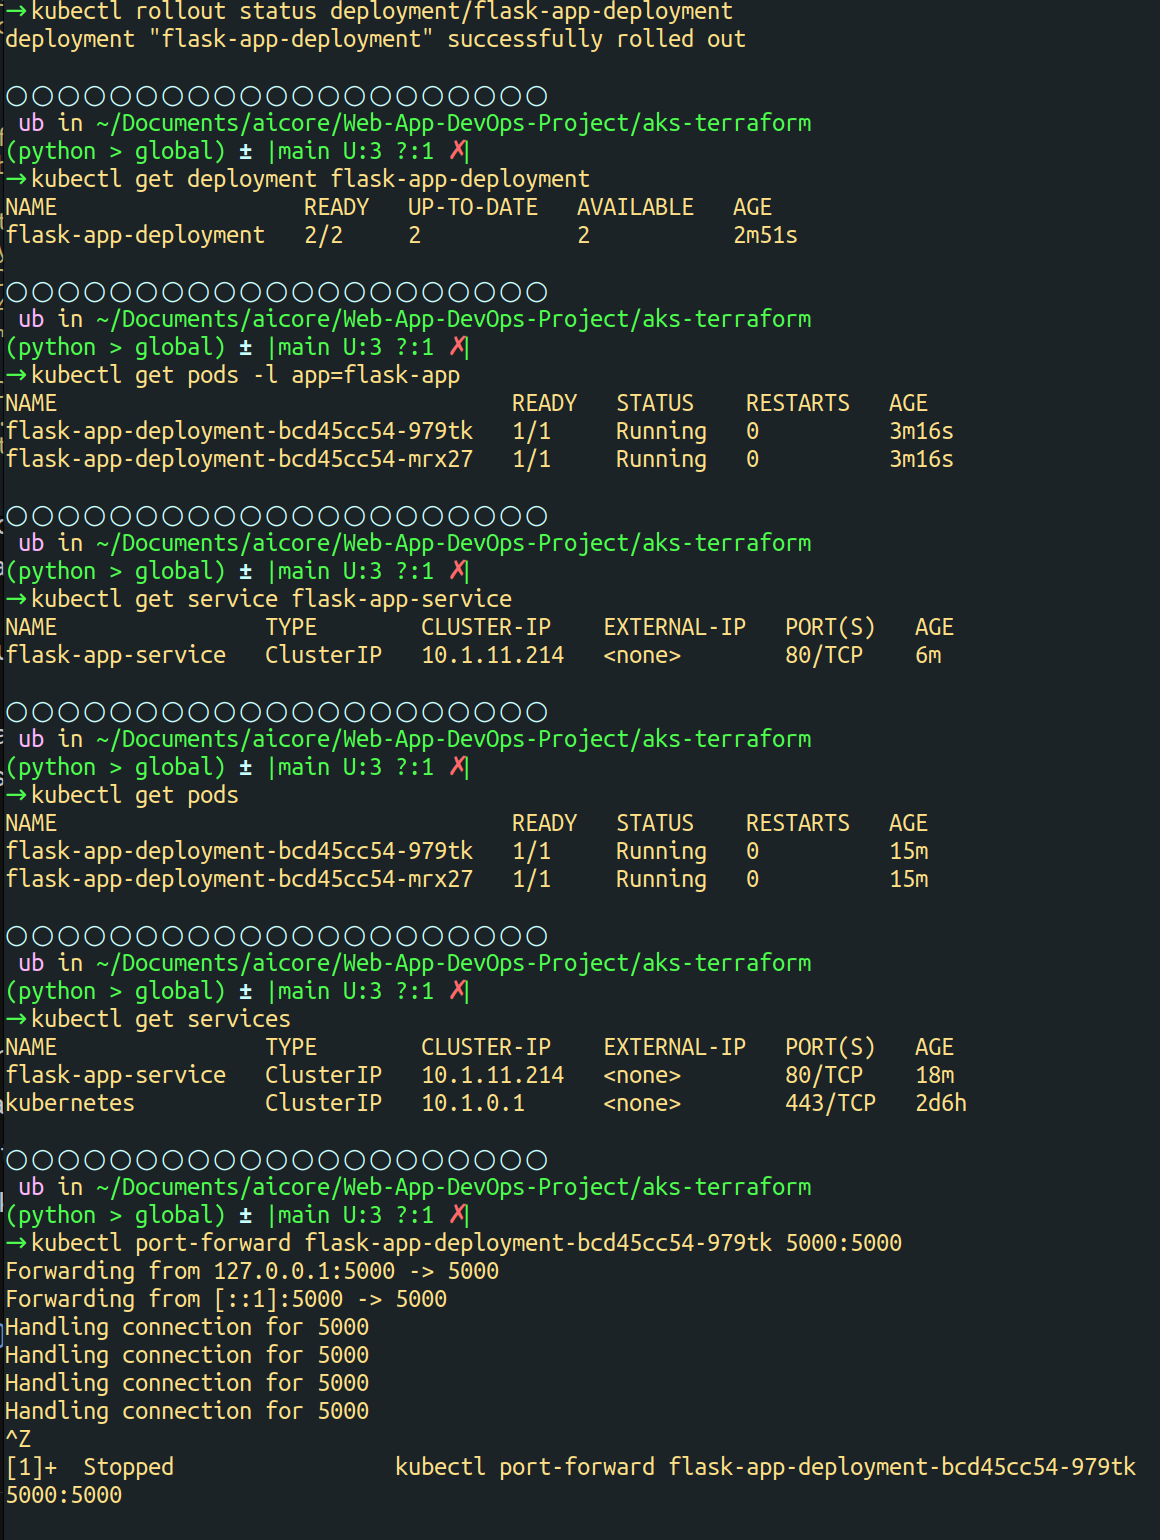 →kubectl rollout status deployment/flask-app-deployment
deployment "flask-app-deployment" successfully rolled out
○○○○○○○○○○○○○○○○○○○○○
ub in ~/Documents/aicore/Web-App-DevOps-Project/aks-terraform
(python > global) ± |main U:3 ?:1 ✗|
→kubectl get deployment flask-app-deployment
NAME READY UP-TO-DATE AVAILABLE AGE
flask-app-deployment 2/2 2 2 2m51s
○○○○○○○○○○○○○○○○○○○○○
ub in ~/Documents/aicore/Web-App-DevOps-Project/aks-terraform
(python > global) ± |main U:3 ?:1 ✗|
→kubectl get pods -l app=flask-app
NAME READY STATUS RESTARTS AGE
flask-app-deployment-bcd45cc54-979tk 1/1 Running 0 3m16s
flask-app-deployment-bcd45cc54-mrx27 1/1 Running 0 3m16s
○○○○○○○○○○○○○○○○○○○○○
ub in ~/Documents/aicore/Web-App-DevOps-Project/aks-terraform
(python > global) ± |main U:3 ?:1 ✗|
→kubectl get service flask-app-service
NAME TYPE CLUSTER-IP EXTERNAL-IP PORT(S) AGE
flask-app-service ClusterIP 10.1.11.214 <none> 80/TCP 6m
○○○○○○○○○○○○○○○○○○○○○
ub in ~/Documents/aicore/Web-App-DevOps-Project/aks-terraform
(python > global) ± |main U:3 ?:1 ✗|
→kubectl get pods
NAME READY STATUS RESTARTS AGE
flask-app-deployment-bcd45cc54-979tk 1/1 Running 0 15m
flask-app-deployment-bcd45cc54-mrx27 1/1 Running 0 15m
○○○○○○○○○○○○○○○○○○○○○
ub in ~/Documents/aicore/Web-App-DevOps-Project/aks-terraform
(python > global) ± |main U:3 ?:1 ✗|
→kubectl get services
NAME TYPE CLUSTER-IP EXTERNAL-IP PORT(S) AGE
flask-app-service ClusterIP 10.1.11.214 <none> 80/TCP 18m
kubernetes ClusterIP 10.1.0.1 <none> 443/TCP 2d6h
○○○○○○○○○○○○○○○○○○○○○
ub in ~/Documents/aicore/Web-App-DevOps-Project/aks-terraform
(python > global) ± |main U:3 ?:1 ✗|
→kubectl port-forward flask-app-deployment-bcd45cc54-979tk 5000:5000
Forwarding from 127.0.0.1:5000 -> 5000
Forwarding from [::1]:5000 -> 5000
Handling connection for 5000
Handling connection for 5000
Handling connection for 5000
Handling connection for 5000
^Z
[1]+ Stopped kubectl port-forward flask-app-deployment-bcd45cc54-979tk
5000:5000